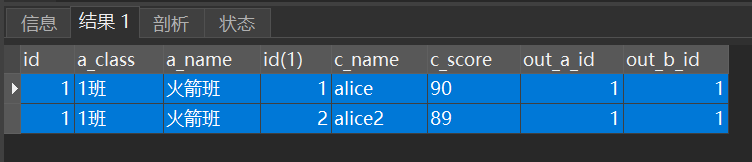 信息 结果 1 剖析 状态
id a_class a_name id(1) c_name c_score out_a_id out_b_id
1 1班 火箭班 1 alice 90 1 1
1 1班 火箭班 2 alice2 89 1 1